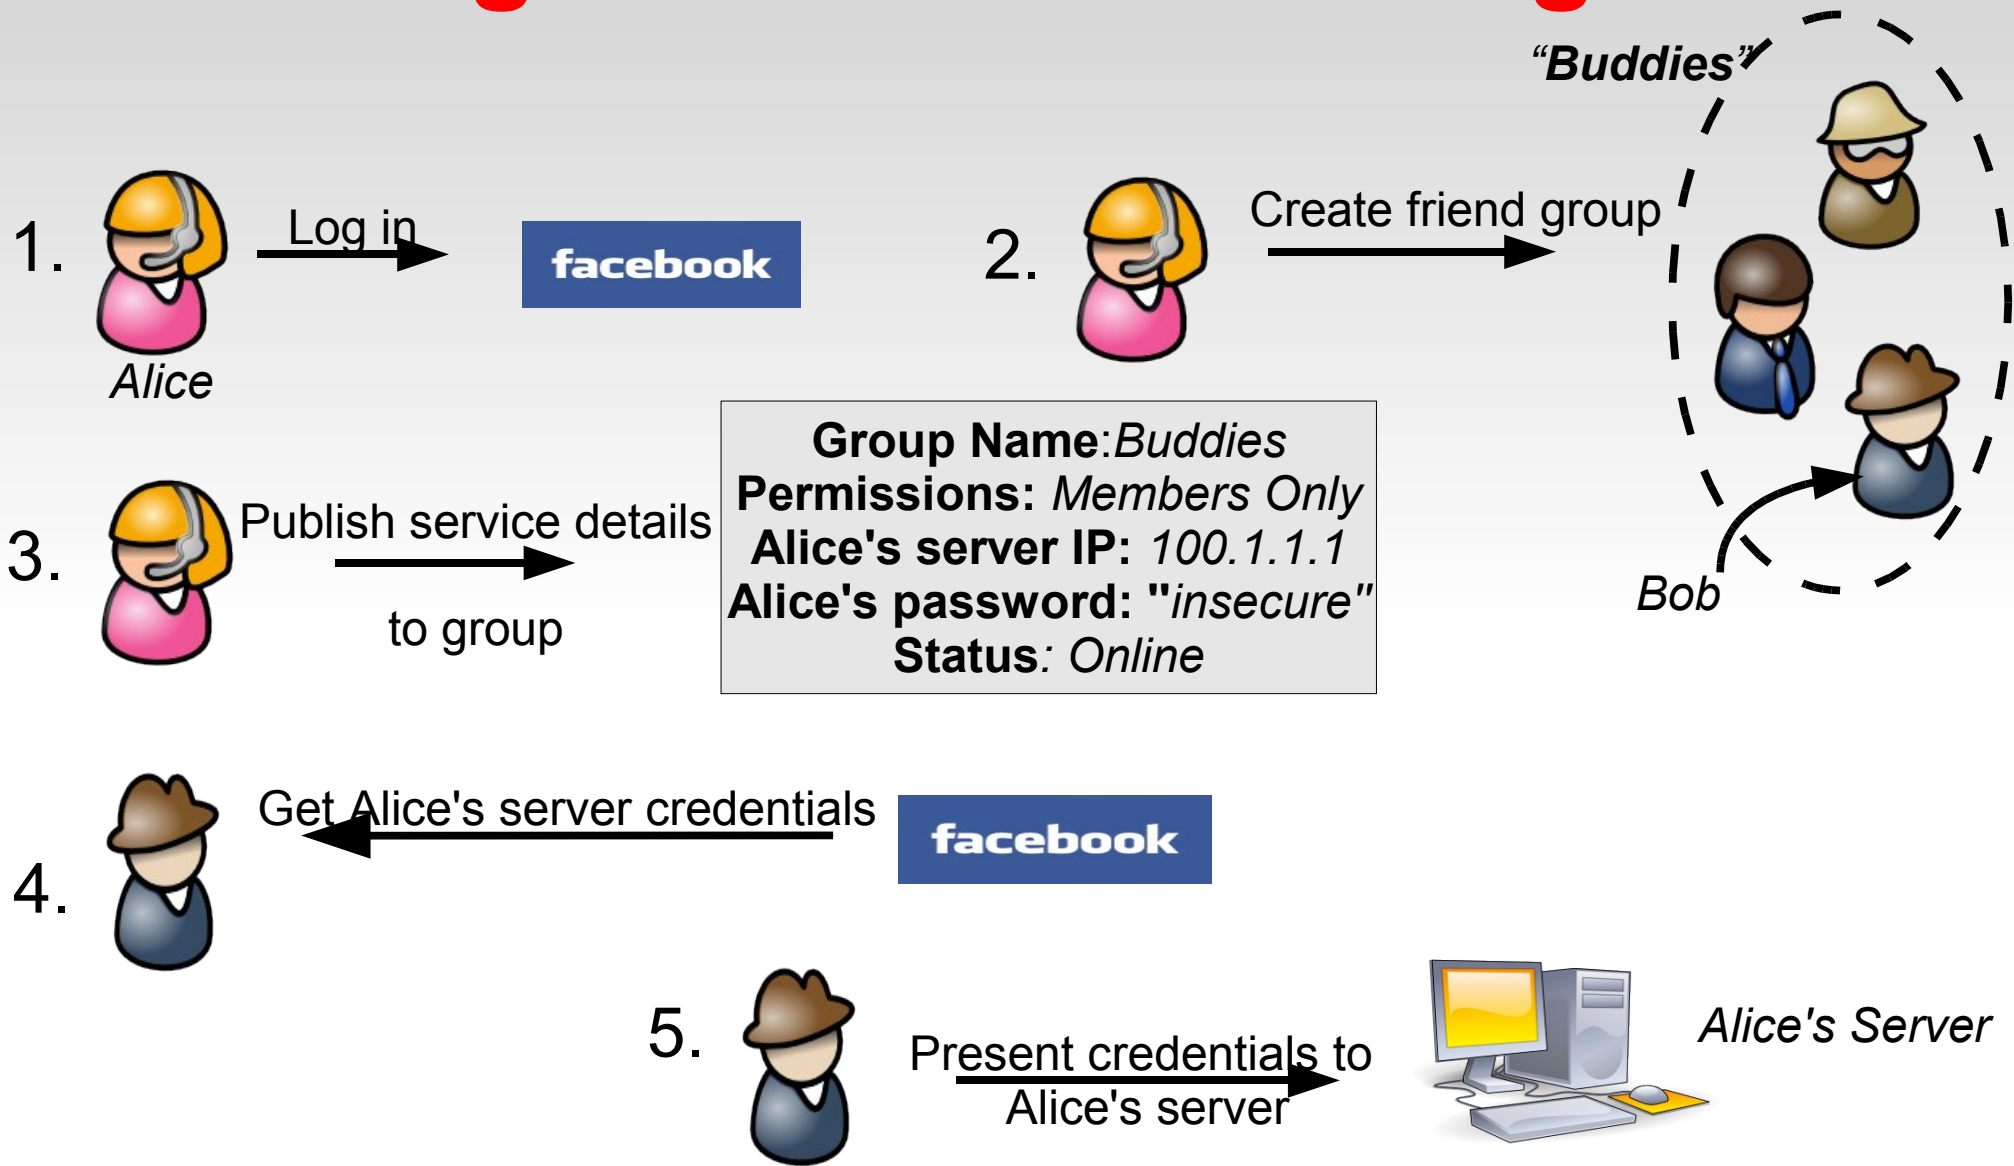 “Buddies”
1.
Log in
facebook
Alice
2.
Create friend group
3.
Publish service details
to group
Group Name:Buddies
Permissions: Members Only
Alice's server IP: 100.1.1.1
Alice's password: "insecure"
Status: Online
Bob
4.
Get Alice's server credentials
facebook
5.
Present credentials to
Alice's server
Alice's Server